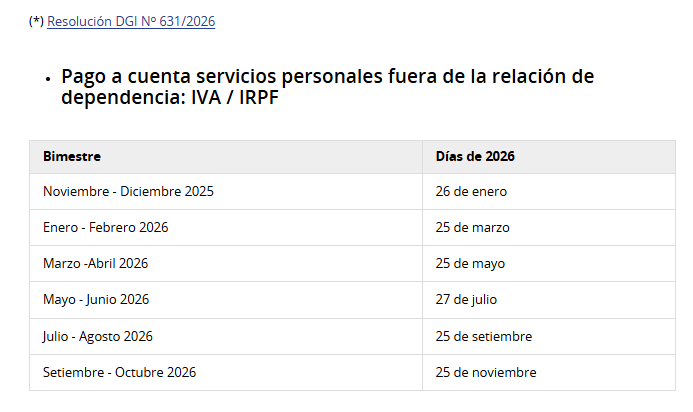 (*) Resolución DGI Nº 631/2026
• Pago a cuenta servicios personales fuera de la relación de
dependencia: IVA / IRPF
Bimestre Días de 2026
Noviembre - Diciembre 2025 26 de enero
Enero - Febrero 2026 25 de marzo
Marzo -Abril 2026 25 de mayo
Mayo - Junio 2026 27 de julio
Julio - Agosto 2026 25 de setiembre
Setiembre - Octubre 2026 25 de noviembre